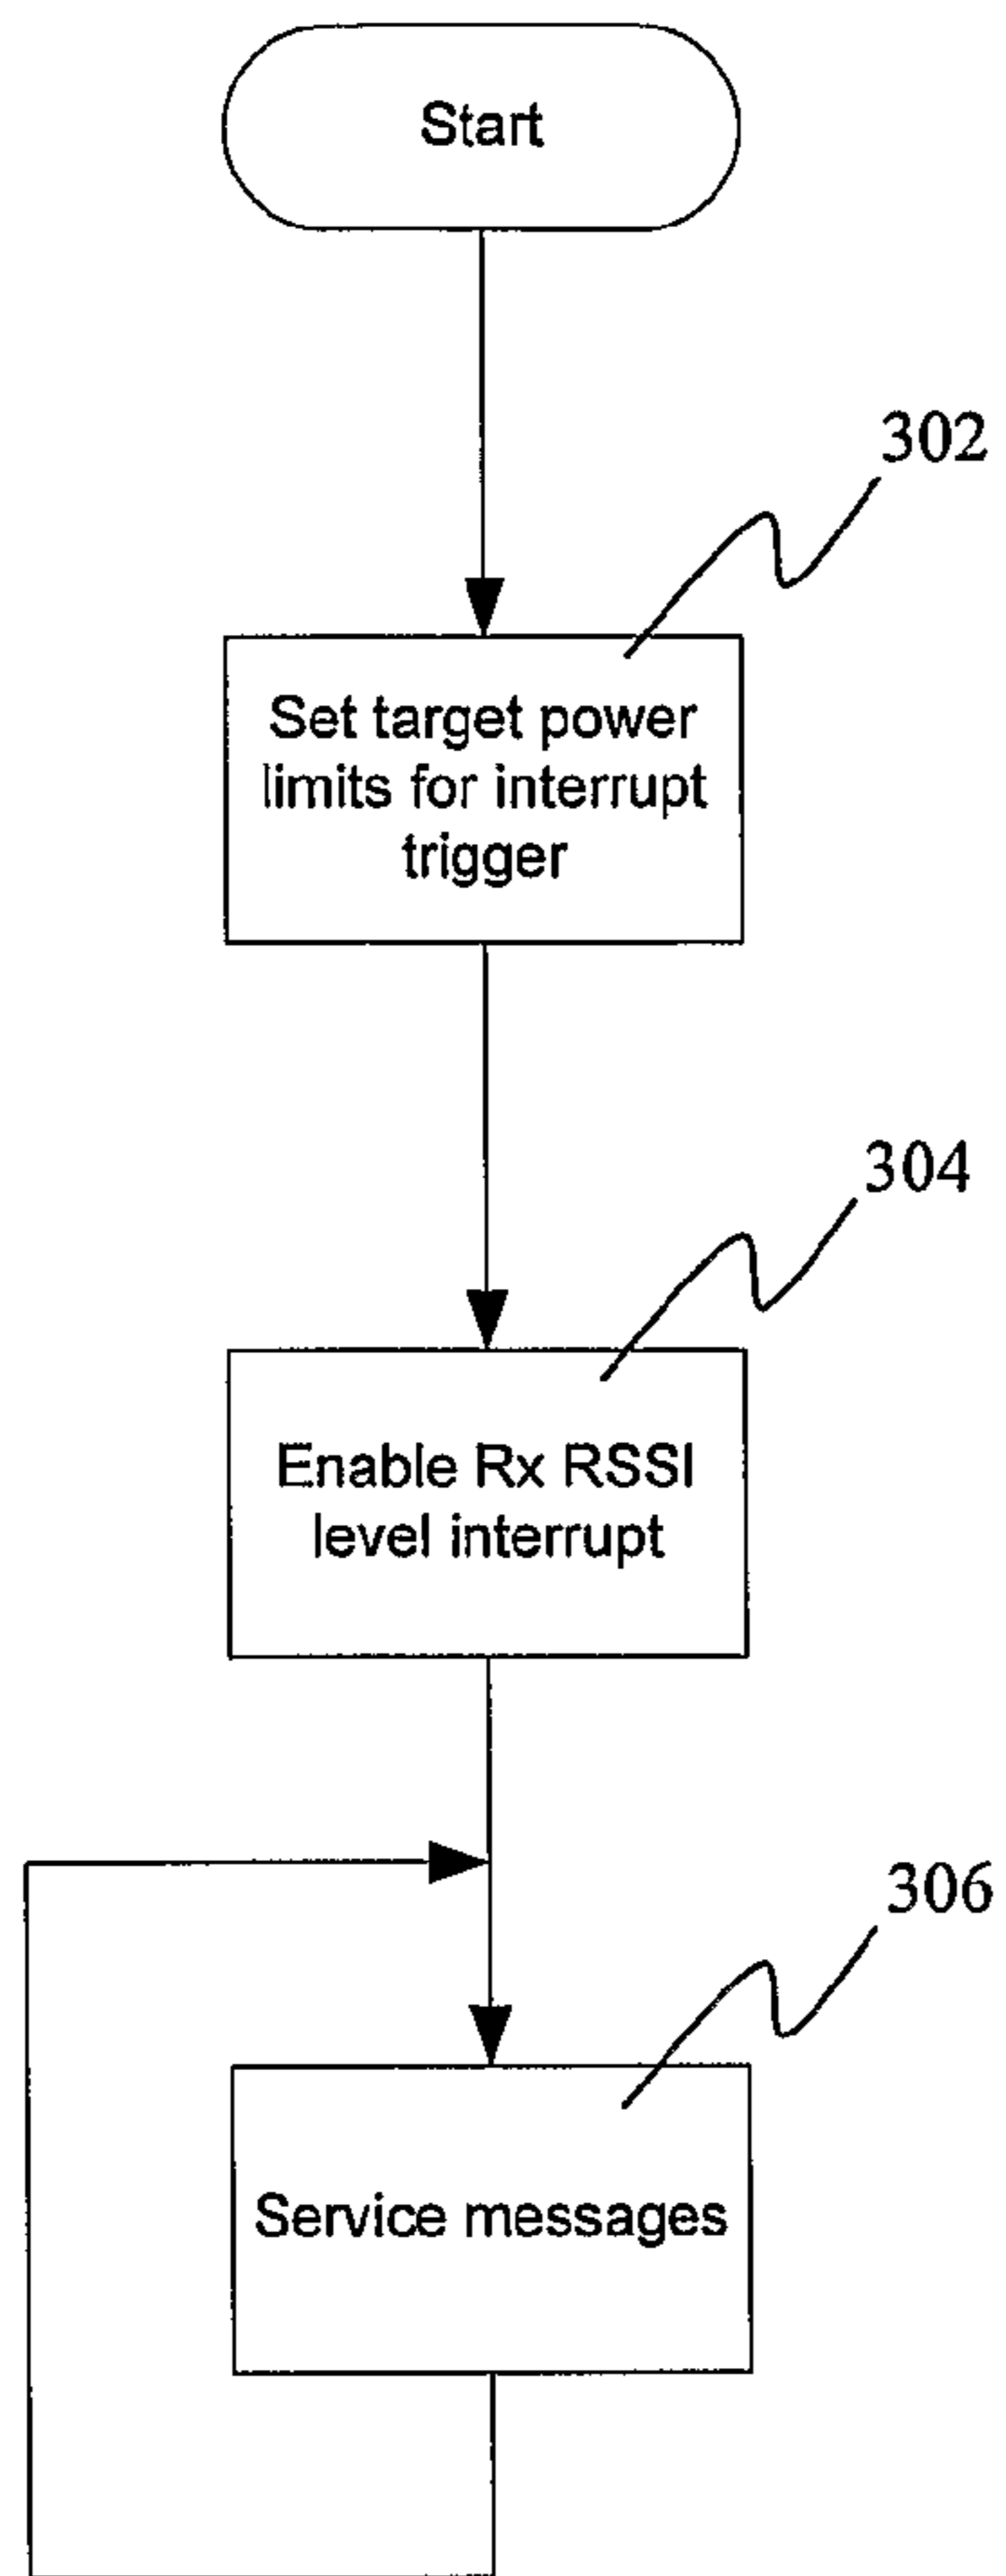 Start
302
Set target power
limits for interrupt
trigger
304
Enable Rx RSSI
level interrupt
306
Service messages